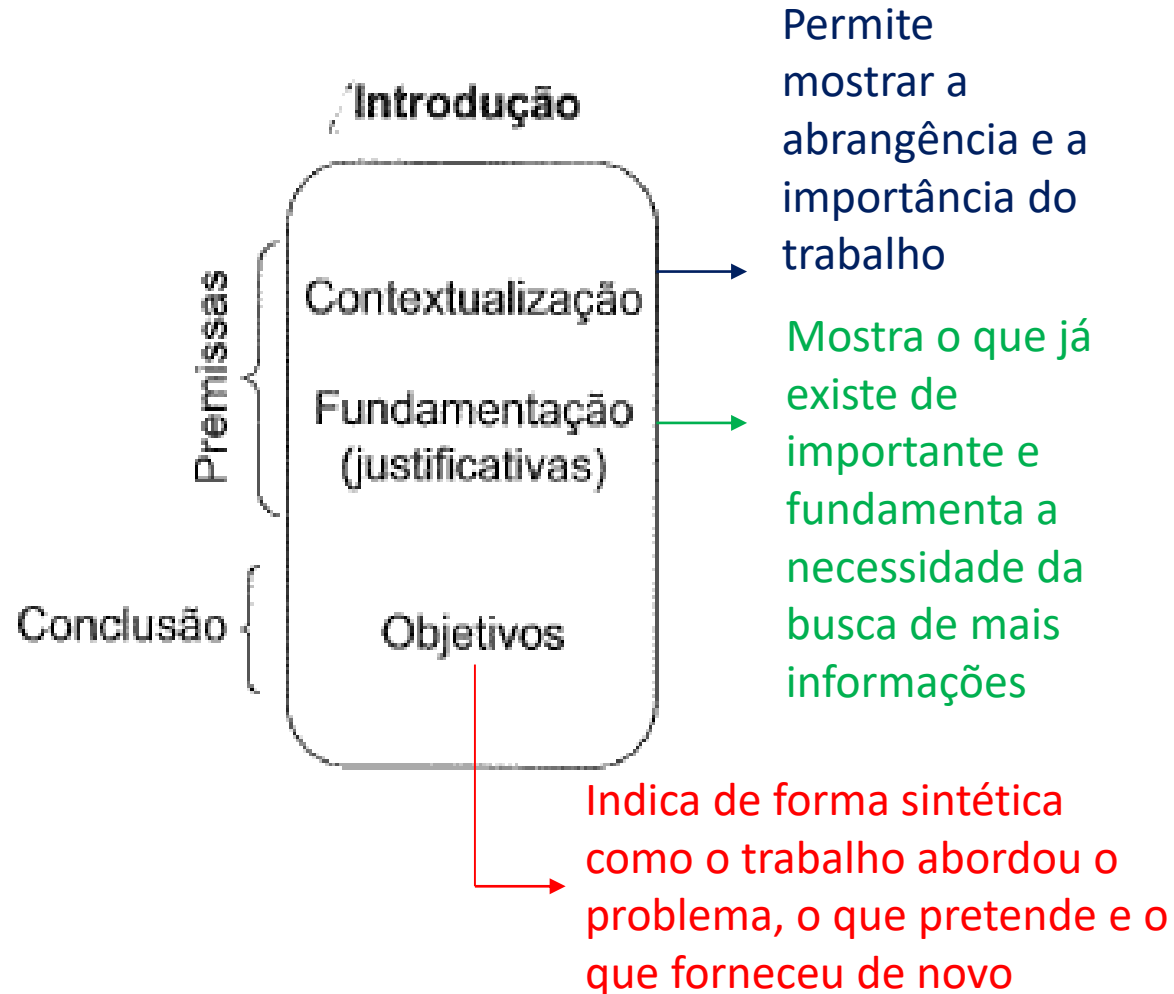 Introdução
Premissas
Contextualização
Fundamentação
(justificativas)
Conclusão
Objetivos
Permite
mostrar a
abrangência e a
importância do
trabalho
Mostra o que já
existe de
importante e
fundamenta a
necessidade da
busca de mais
informações
Indica de forma sintética
como o trabalho abordou o
problema, o que pretende e o
que forneceu de novo